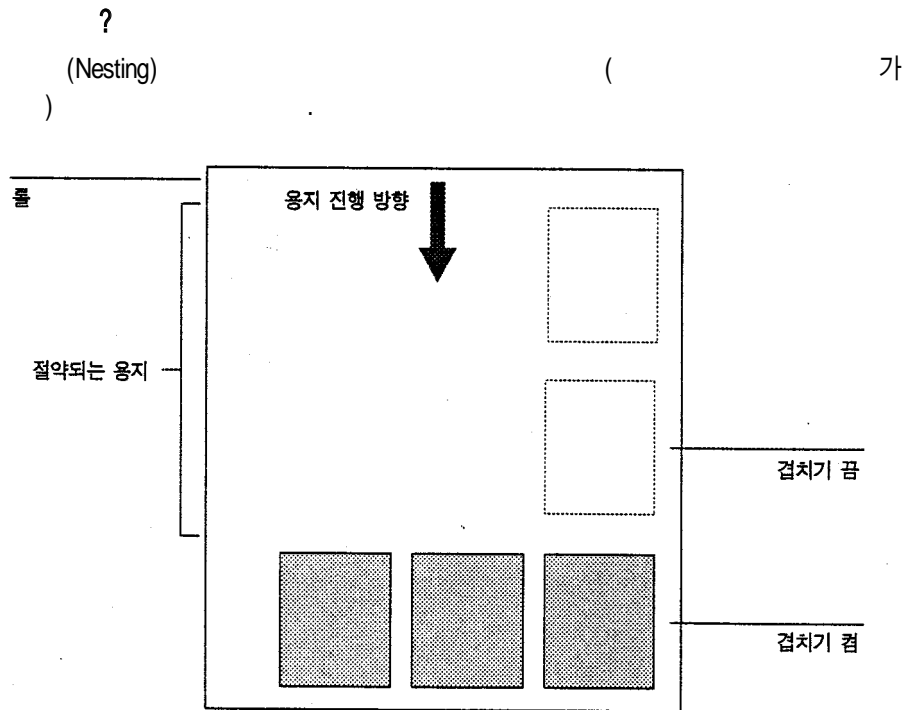 ?
(Nesting) ( 가
) .
롤
용지 진행 방향
절약되는 용지
겹치기 끔
겹치기 켬